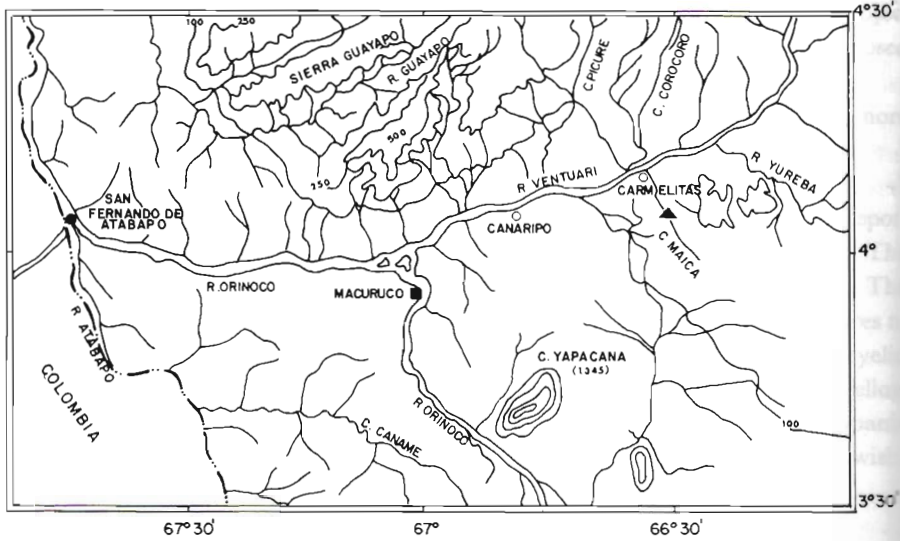 4°30'
100
250
SIERRA GUAYAPO
R. GUAYAPO
C. PICURE
C. COROCORO
500
250
R. VENTUARI
R. YUREBA
SAN
FERNANDO DE
ATABAPO
CARMELITAS
CANARIPO
C. MAICA
4°
R. ORINOCO
MACURUCO
R. ATABAPO
COLOMBIA
C. YAPACANA
(1345)
R. ORINOCO
C. CANAME
100
3°30'
67°30'
67°
66°30'